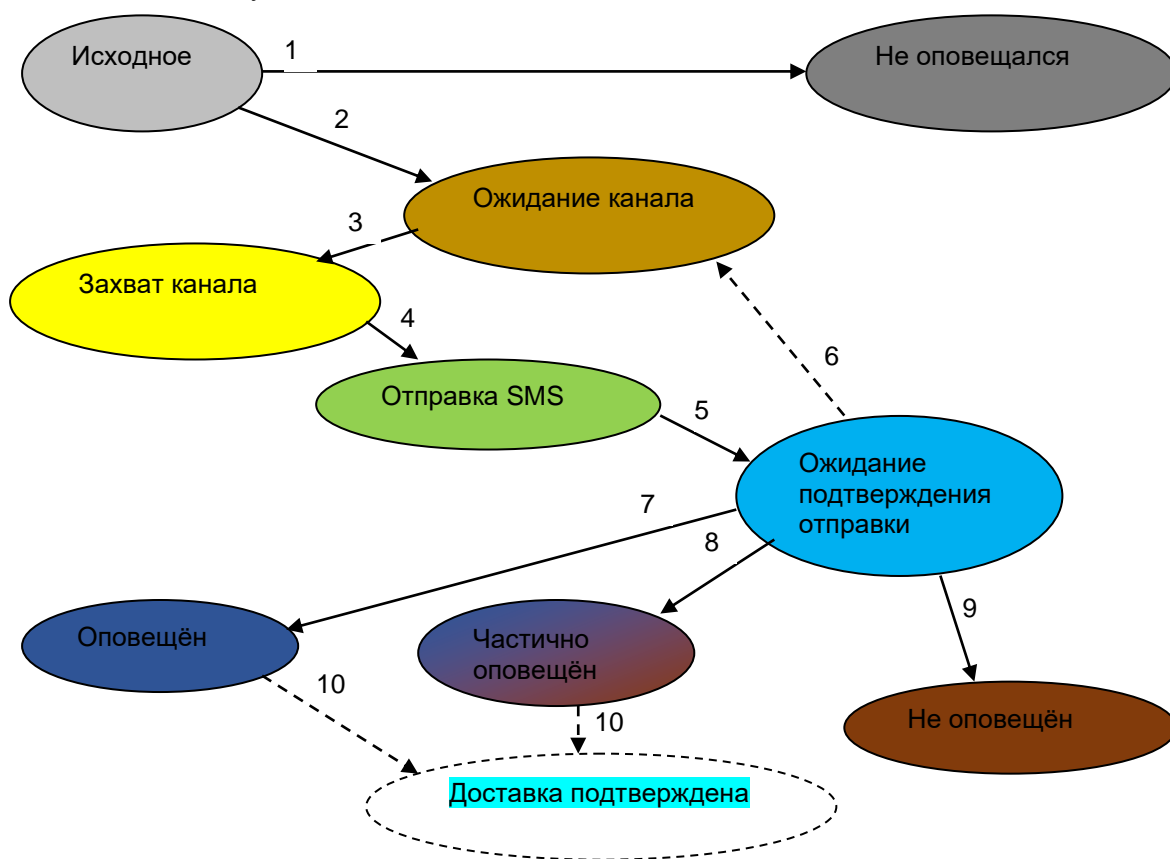 Исходное
1
Не оповещался
2
Ожидание канала
3
Захват канала
4
6
Отправка SMS
5
Ожидание
подтверждения
отправки
7
8
9
Оповещён
Частично
оповещён
10
Не оповещён
10
Доставка подтверждена